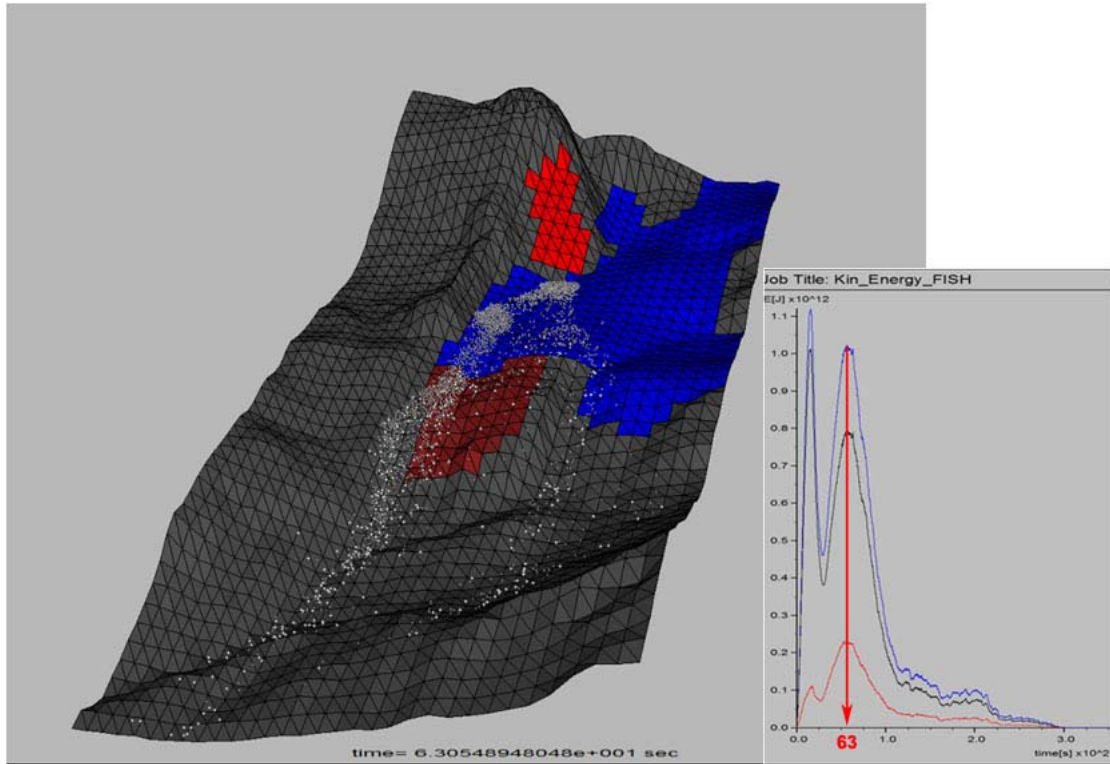 time= 6.30548948048e+001 sec
Job Title: Kin_Energy_FISH
E[J] x10^12
1.1
1.0
0.9
0.8
0.7
0.6
0.5
0.4
0.3
0.2
0.1
0.0
0.0 1.0 2.0 3.0
63
time[s] x10^2